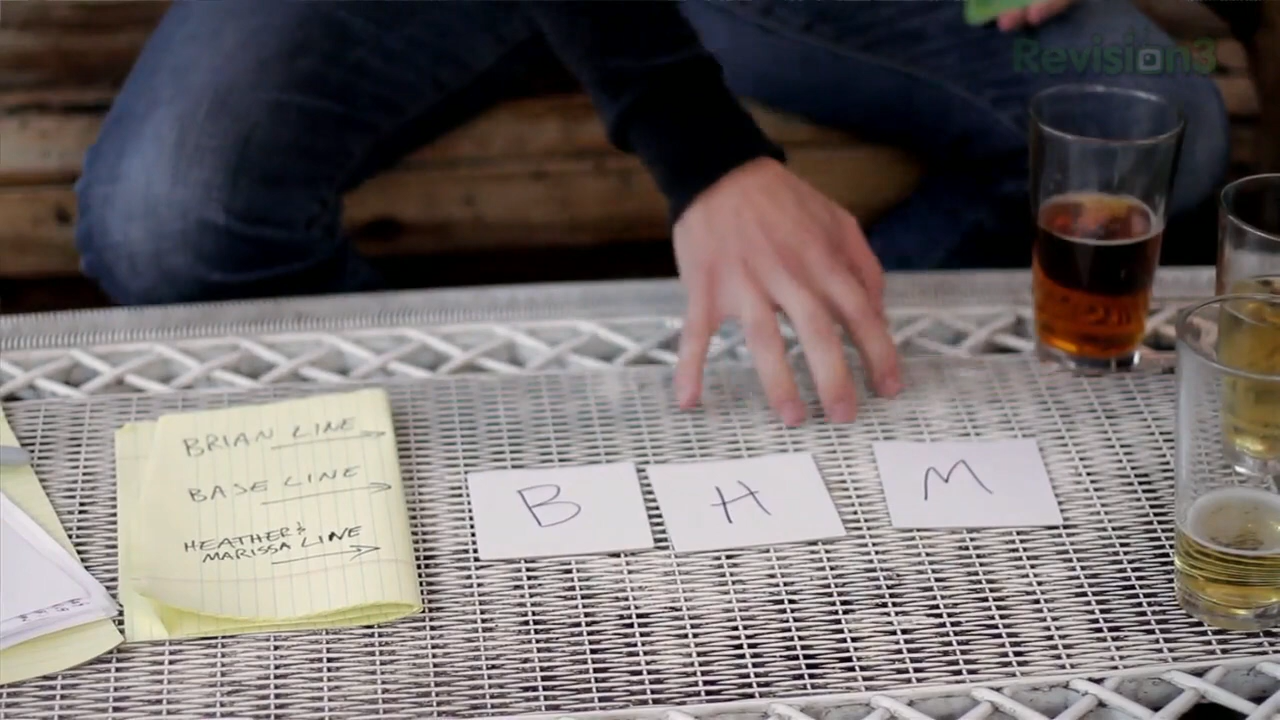 Revision3
BRIAN LINE
BASE LINE
HEATHER &
MARISSA LINE
B H M